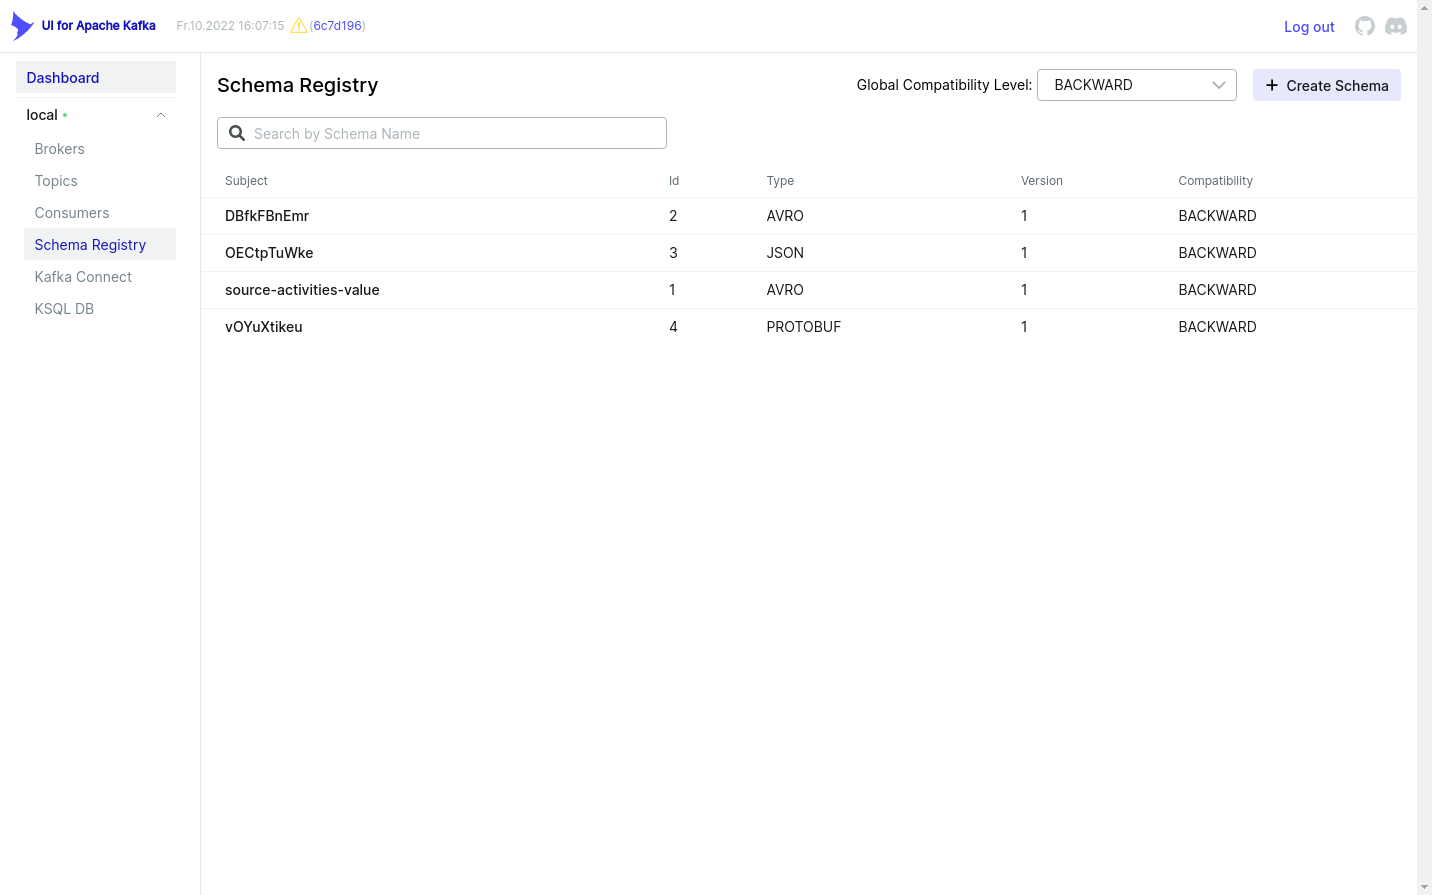 UI for Apache Kafka Fr.10.2022 16:07:15 (6c7d196) Log out
Dashboard
local
Brokers
Topics
Consumers
Schema Registry
Kafka Connect
KSQL DB
Schema Registry Global Compatibility Level: BACKWARD Create Schema
Search by Schema Name
Subject Id Type Version Compatibility
DBfkFBnEmr 2 AVRO 1 BACKWARD
OECtpTuWke 3 JSON 1 BACKWARD
source-activities-value 1 AVRO 1 BACKWARD
vOYuXtikeu 4 PROTOBUF 1 BACKWARD